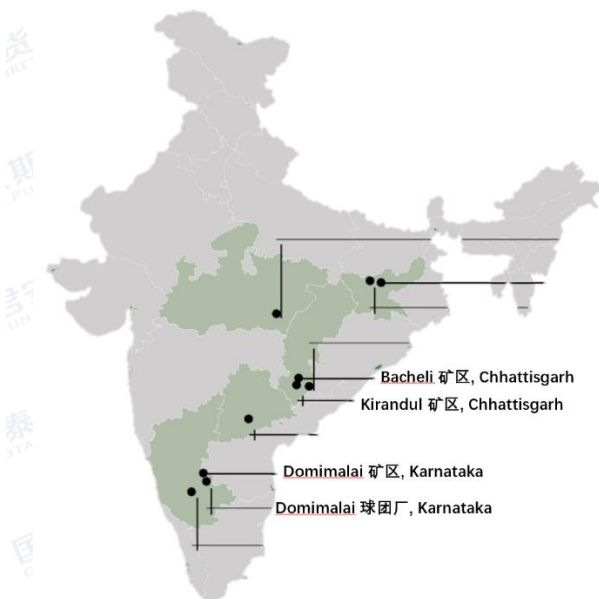 Bacheli 矿区, Chhattisgarh
Kirandul 矿区, Chhattisgarh
Domimalai 矿区, Karnataka
Domimalai 球团厂, Karnataka